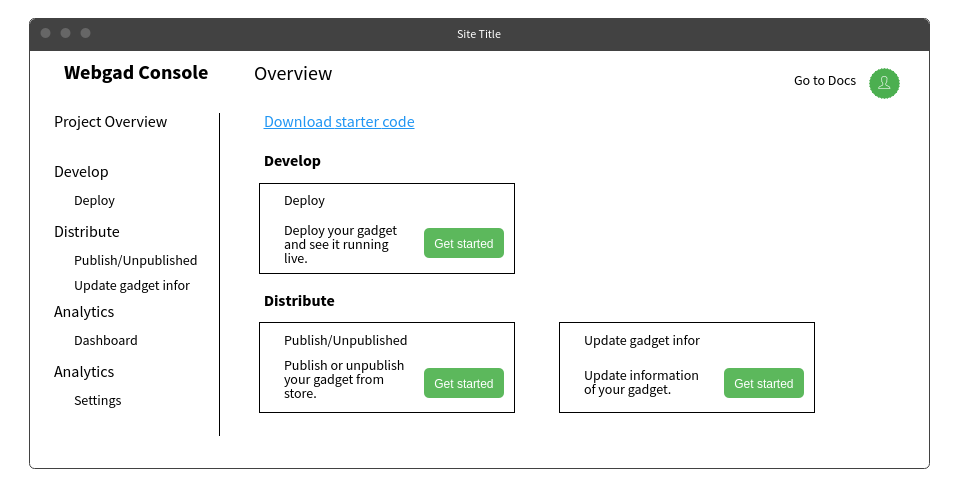 Site Title
Webgad Console
Overview
Go to Docs
Project Overview
Develop
Deploy
Distribute
Publish/Unpublished
Update gadget infor
Analytics
Dashboard
Analytics
Settings
Download starter code
Develop
Deploy
Deploy your gadget
and see it running
live.
Get started
Distribute
Publish/Unpublished
Publish or unpublish
your gadget from
store.
Get started
Update gadget infor
Update information
of your gadget.
Get started